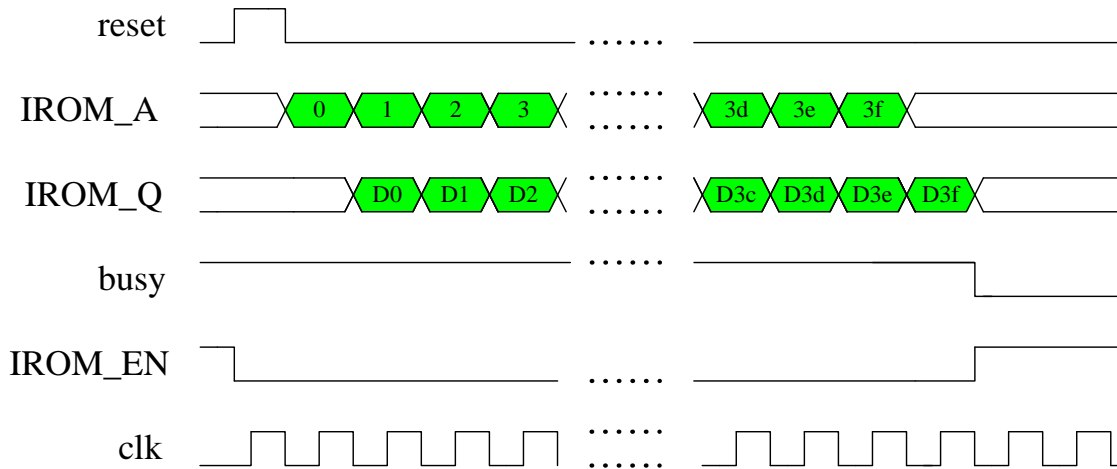 reset
IROM_A 0 1 2 3 ...... 3d 3e 3f
IROM_Q D0 D1 D2 ...... D3c D3d D3e D3f
busy ......
IROM_EN ......
clk ......